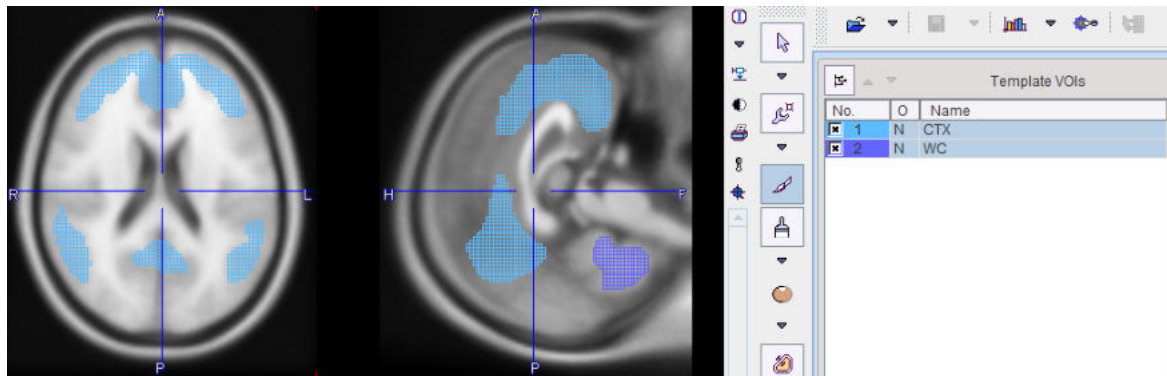 A
R
L
P
A
H
F
P
Template VOIs
No. O Name
1 N CTX
2 N WC